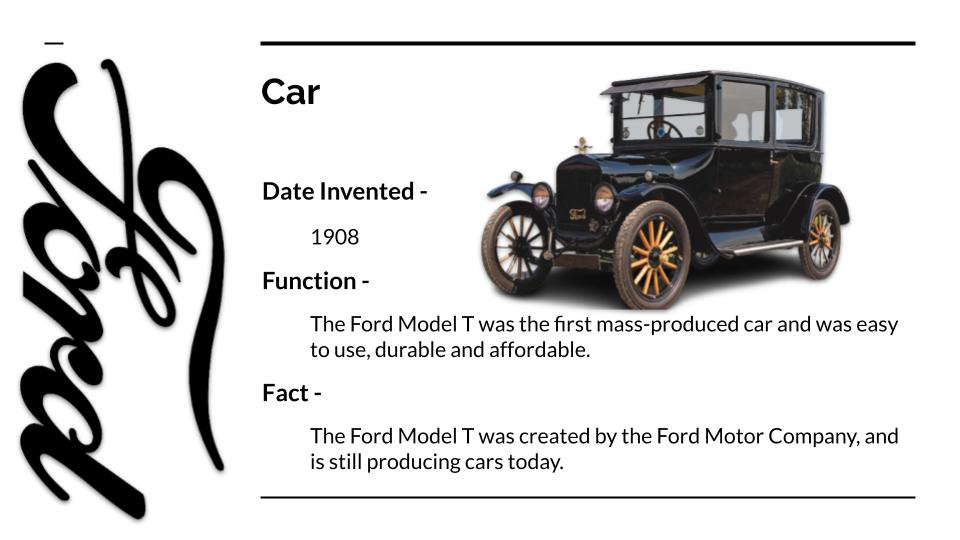 The
Ford
Car
Date Invented -
1908
Function -
Ford
The Ford Model T was the first mass-produced car and was easy
to use, durable and affordable.
Fact -
The Ford Model T was created by the Ford Motor Company, and
is still producing cars today.